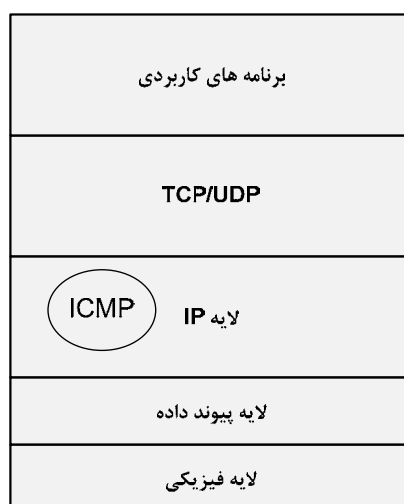 برنامه های کاربردی
TCP/UDP
ICMP لایه IP
لایه پیوند داده
لایه فیزیکی